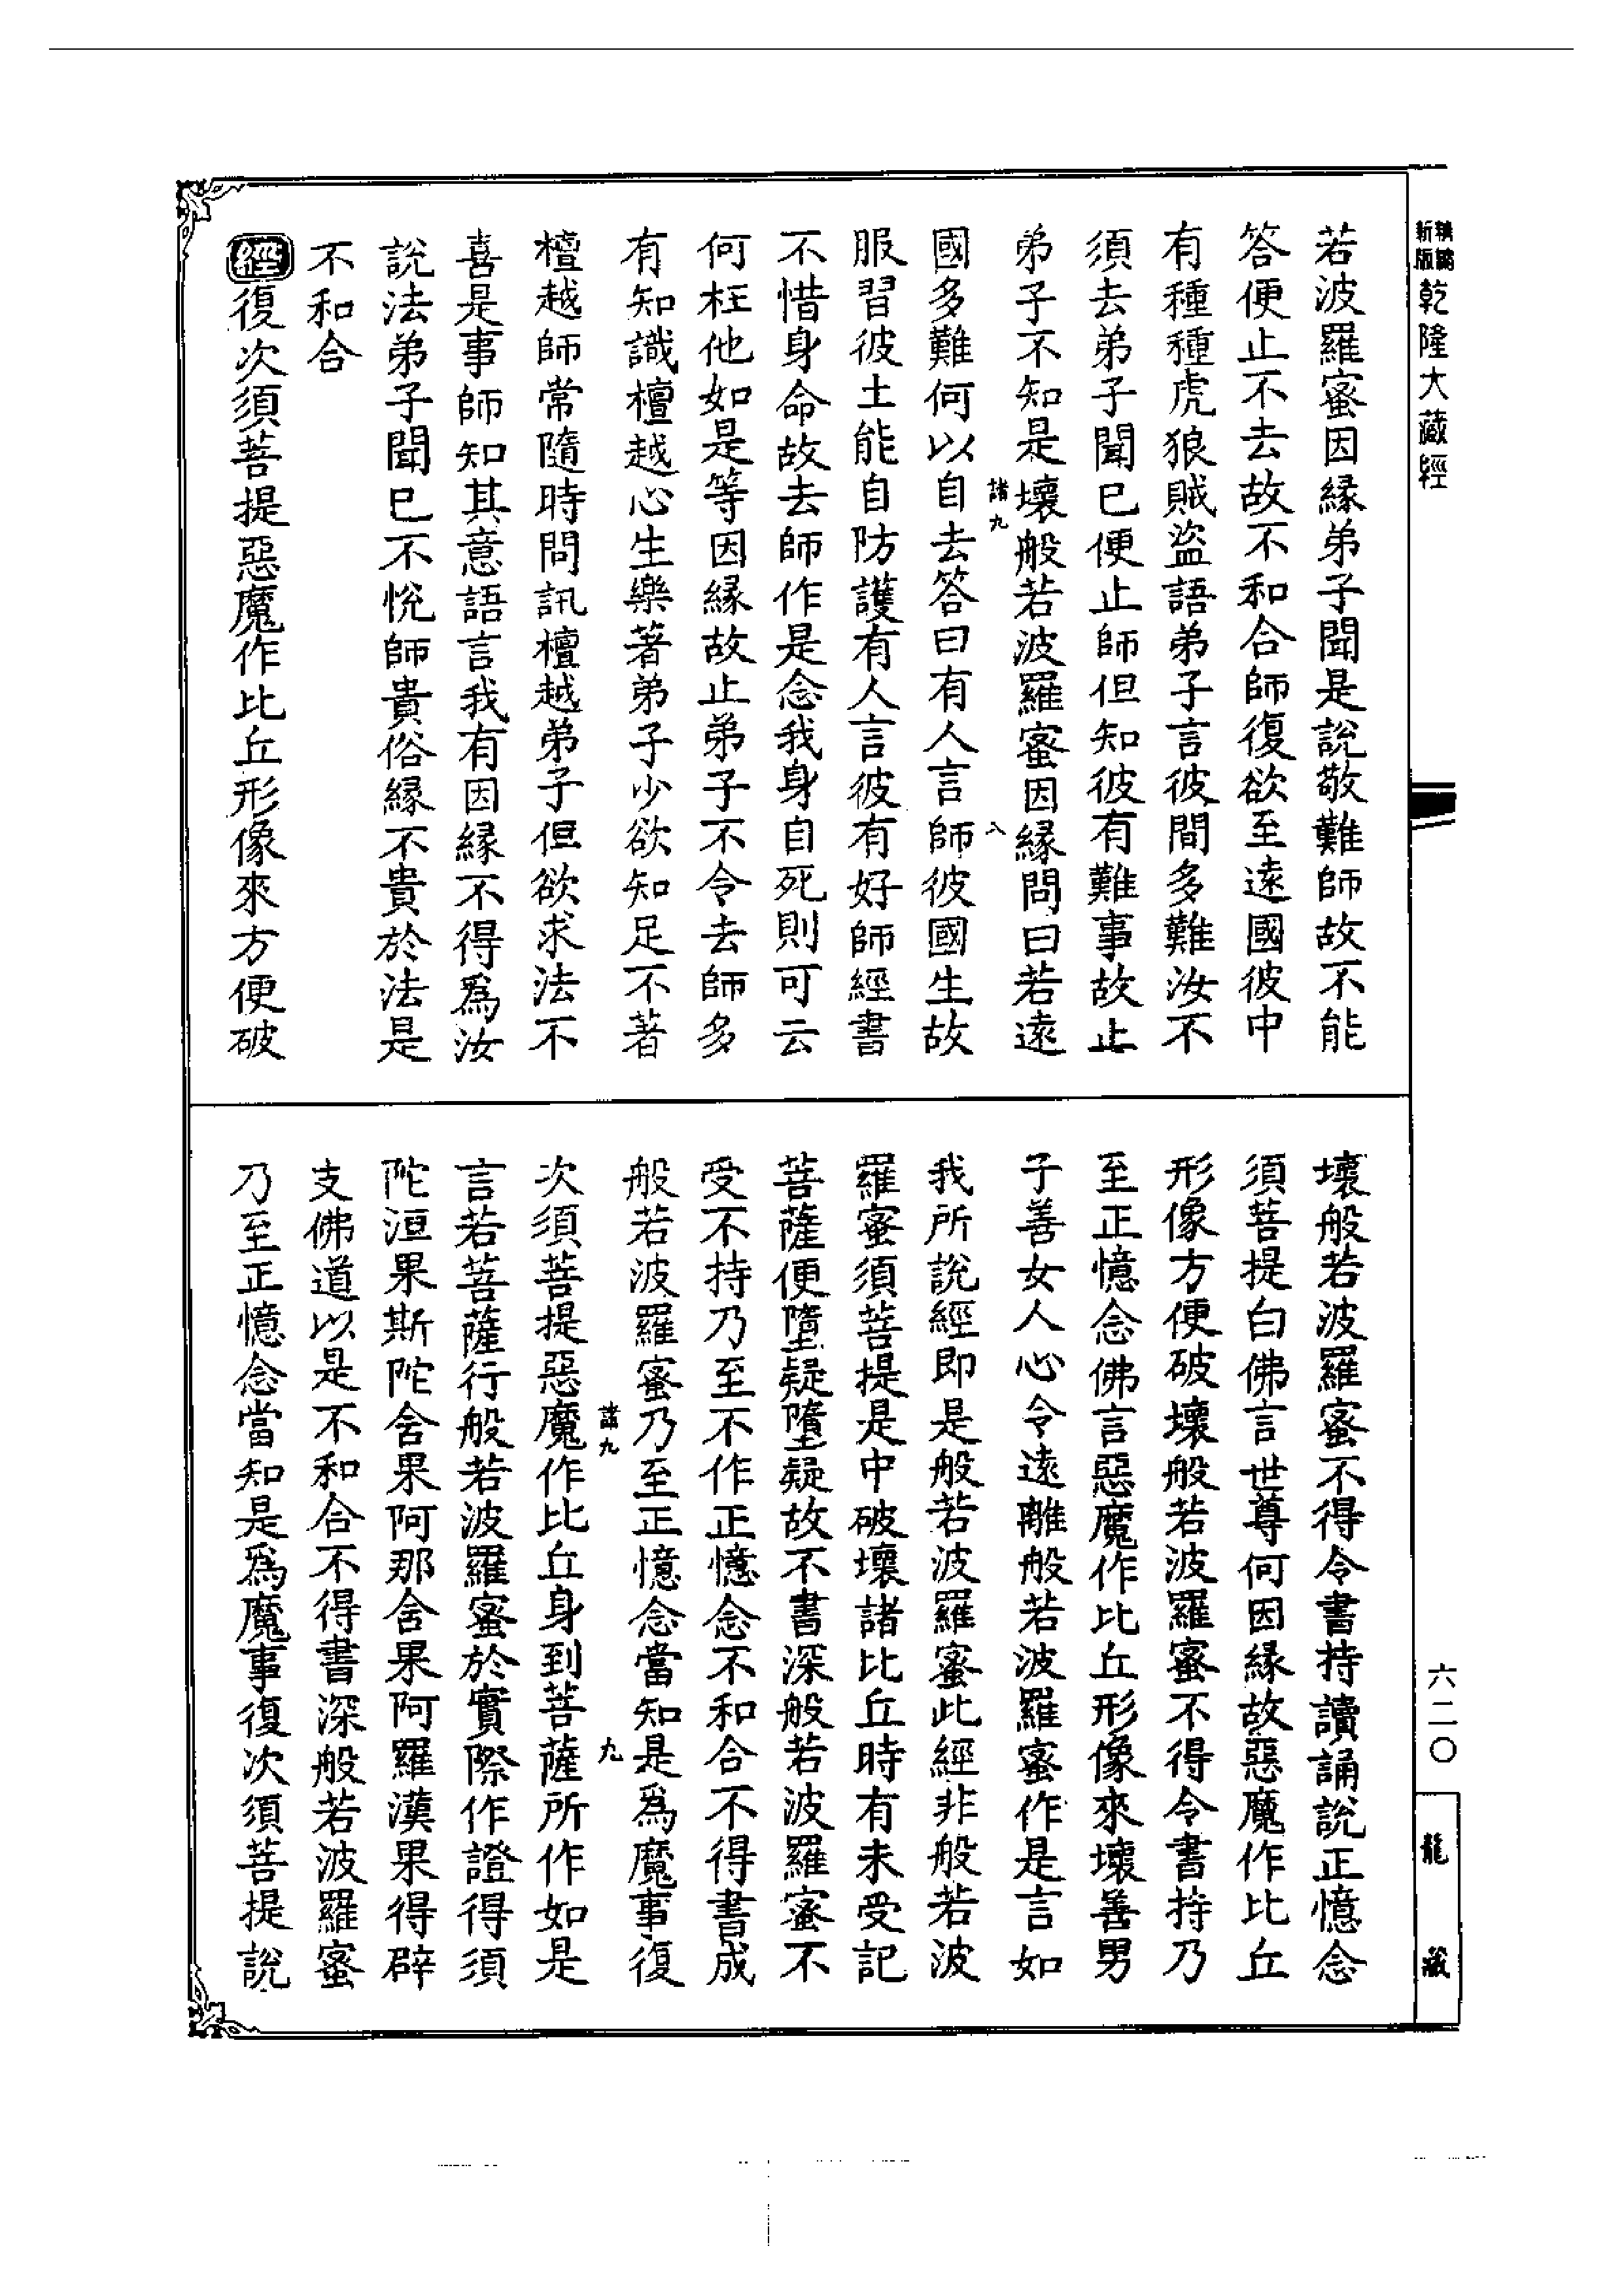 精編新版乾隆大藏經
六二〇
龍藏
若波羅蜜因緣弟子聞是說敬難師故不能
答便止不去故不和合師復欲至遠國彼中
有種種虎狼賊盜語弟子言彼間多難汝不
須去弟子聞已便止師但知彼有難事故止
弟子不知是壞般若波羅蜜因緣問曰若遠
諸九
八
國多難何以自去答曰有人言師彼國生故
服習彼土能自防護有人言彼有好師經書
不惜身命故去師作是念我身自死則可云
何枉他如是等因緣故止弟子不令去師多
有知識檀越心生樂著弟子少欲知足不著
檀越師常隨時問訊檀越弟子但欲求法不
喜是事師知其意語言我有因緣不得為汝
說法弟子聞已不悅師貴俗緣不貴於法是
不和合
經復次須菩提惡魔作比丘形像來方便破
壞般若波羅蜜不得令書持讀誦說正憶念
須菩提白佛言世尊何因緣故惡魔作比丘
形像方便破壞般若波羅蜜不得令書持乃
至正憶念佛言惡魔作比丘形像來壞善男
子善女人心令遠離般若波羅蜜作是言如
我所說經即是般若波羅蜜此經非般若波
羅蜜須菩提是中破壞諸比丘時有未受記
菩薩便墮疑墮疑故不書深般若波羅蜜不
受不持乃至不作正憶念不和合不得書成
般若波羅蜜乃至正憶念當知是為魔事復
諸九
九
次須菩提惡魔作比丘身到菩薩所作如是
言若菩薩行般若波羅蜜於實際作證得須
陀洹果斯陀舍果阿那舍果阿羅漢果得辟
支佛道以是不和合不得書深般若波羅蜜
乃至正憶念當知是為魔事復次須菩提說